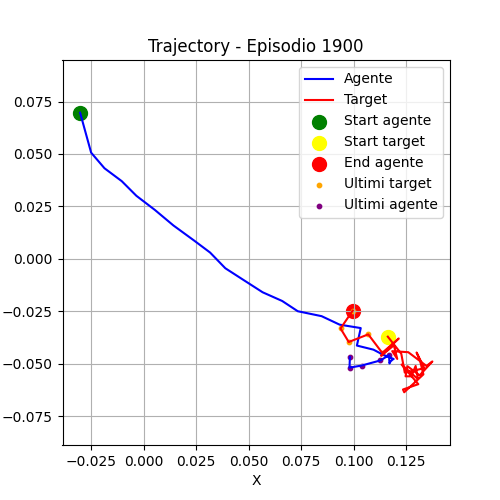 Trajectory - Episodio 1900
Agente
Target
Start agente
Start target
End agente
Ultimi target
Ultimi agente
0.075
0.050
0.025
0.000
−0.025
−0.050
−0.075
−0.025
0.000
0.025
0.050
0.075
0.100
0.125
X